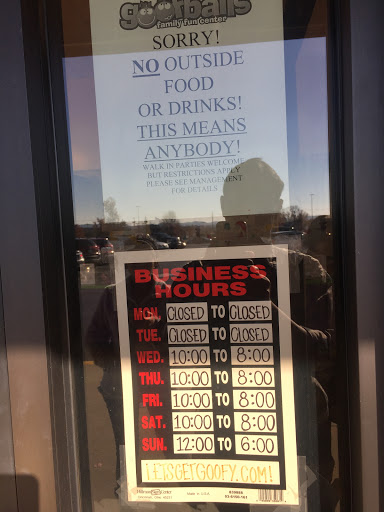 goofballs
family fun center
SORRY!
NO OUTSIDE
FOOD
OR DRINKS!
THIS MEANS
ANYBODY!
WALK IN PARTIES WELCOME
BUT RESTRICTIONS APPLY
PLEASE SEE MANAGEMENT
FOR DETAILS
BUSINESS
HOURS
MON. CLOSED TO CLOSED
TUE. CLOSED TO CLOSED
WED. 10:00 TO 8:00
THU. 10:00 TO 8:00
FRI. 10:00 TO 8:00
SAT. 10:00 TO 8:00
SUN. 12:00 TO 6:00
LETSGETGOOFY.COM!